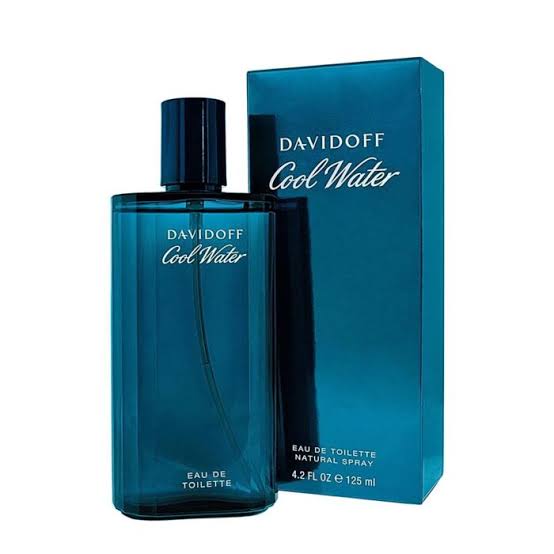 DAVIDOFF
Cool Water
EAU DE
TOILETTE
DAVIDOFF
Cool Water
EAU DE TOILETTE
NATURAL SPRAY
4.2 FL OZ ℮ 125 ml